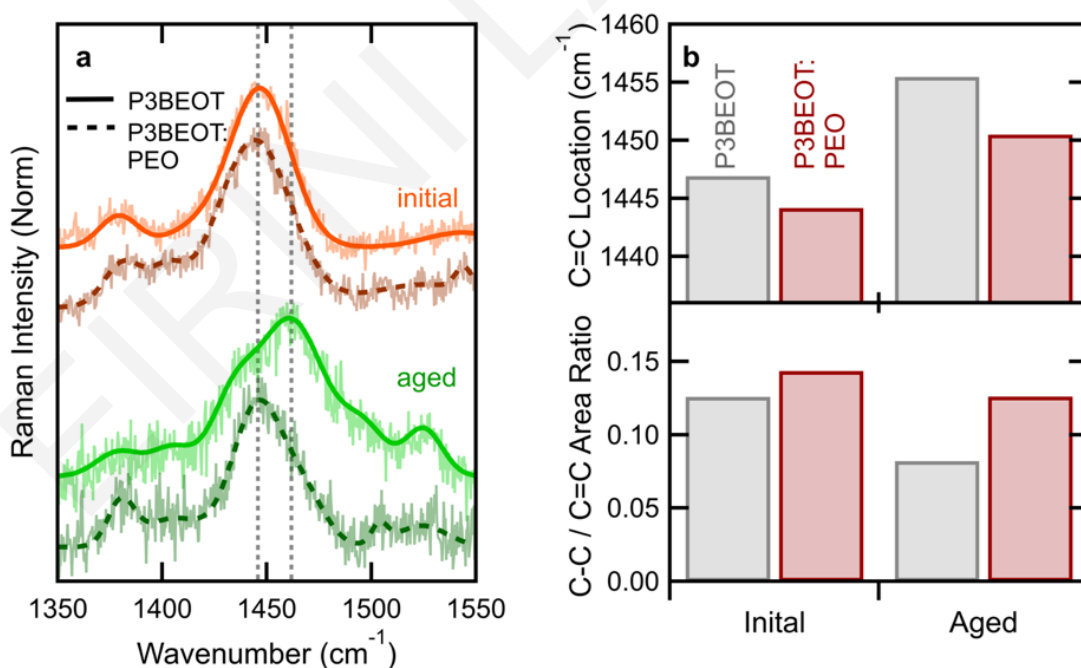 a
P3BEOT
P3BEOT:
PEO
initial
aged
Raman Intensity (Norm)
1350
1400
1450
1500
1550
Wavenumber (cm⁻¹)
b
P3BEOT
P3BEOT:
PEO
C=C Location (cm⁻¹)
1460
1455
1450
1445
1440
C-C / C=C Area Ratio
0.15
0.10
0.05
0.00
Inital
Aged